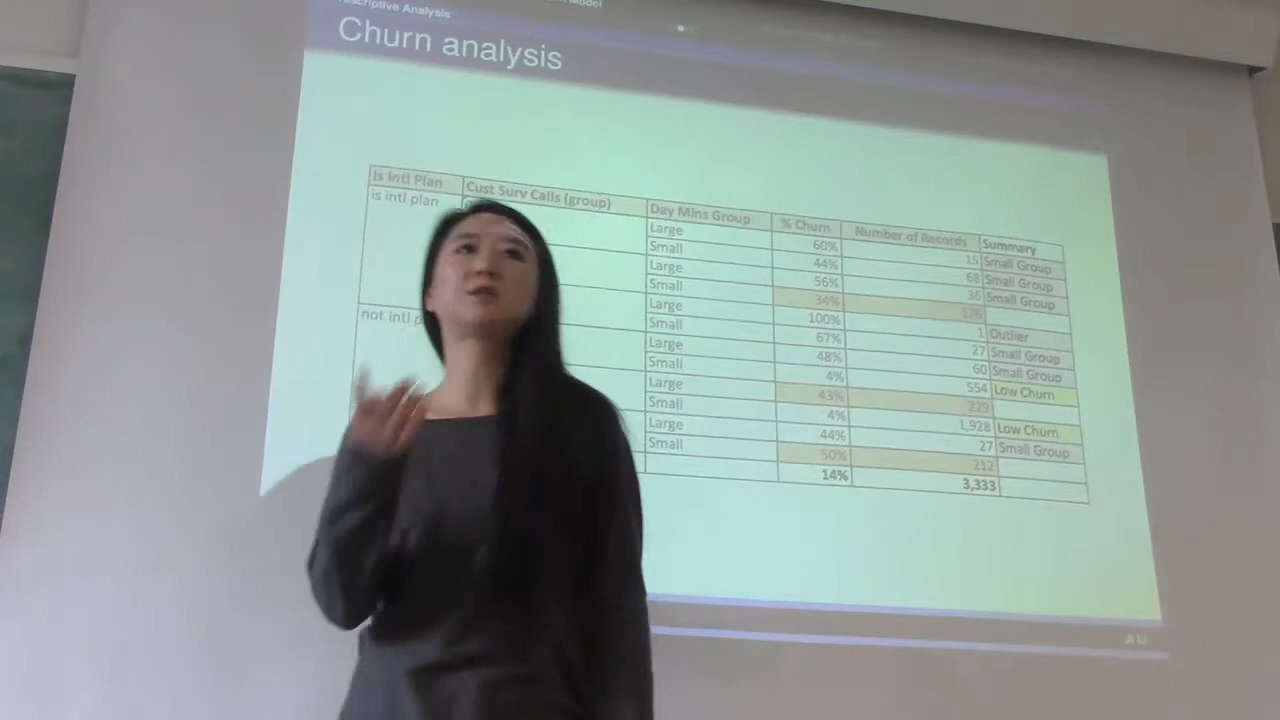 Descriptive Analysis Model
Churn analysis
Is Intl Plan Cust Surv Calls (group) Day Mins Group % Churn Number of Records Summary
is intl plan Large 60% 15 Small Group
Small 44% 68 Small Group
Large 56% 36 Small Group
Small 34% 176
Large 100% 1 Outlier
Small 67% 27 Small Group
not intl Large 48% 60 Small Group
Small 4% 554 Low Churn
Large 43% 229
Small 4% 1,928 Low Churn
Large 44% 27 Small Group
Small 50% 212
14% 3,333